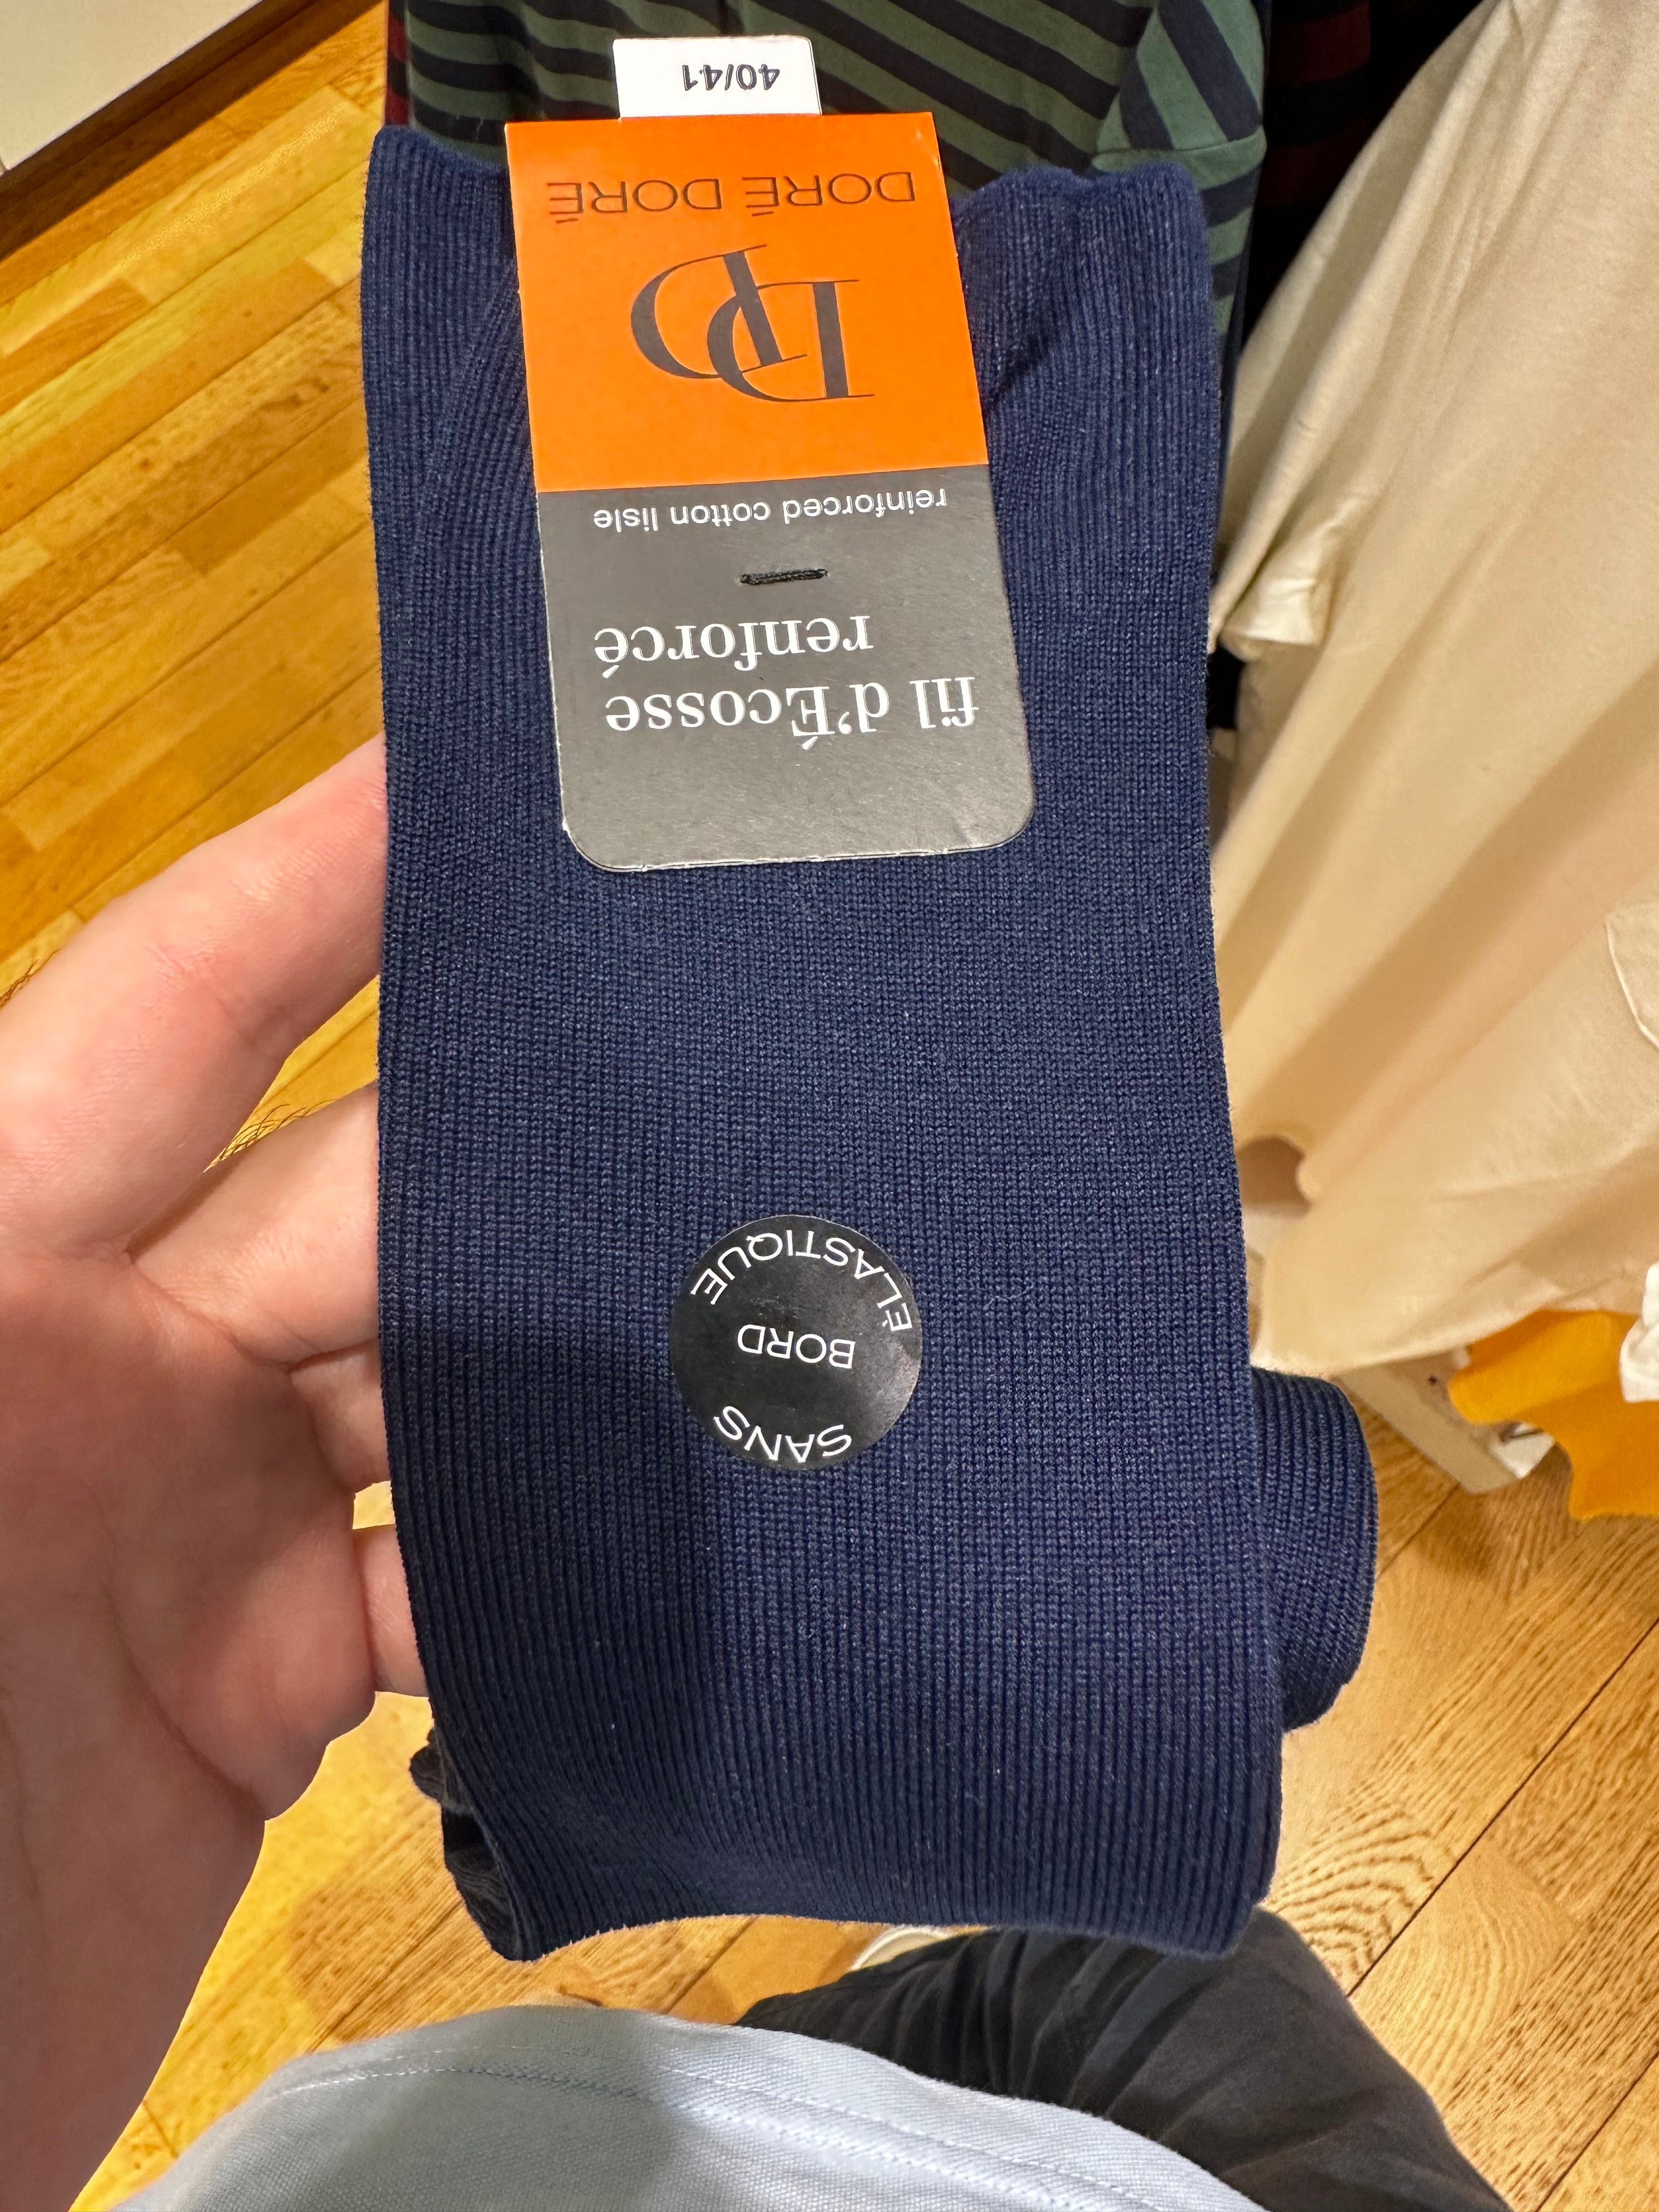 fil d'Écosse
renforcé
reinforced cotton lisle
DD
DORÉ DORÉ
40/41
SANS
BORD
ÉLASTIQUE